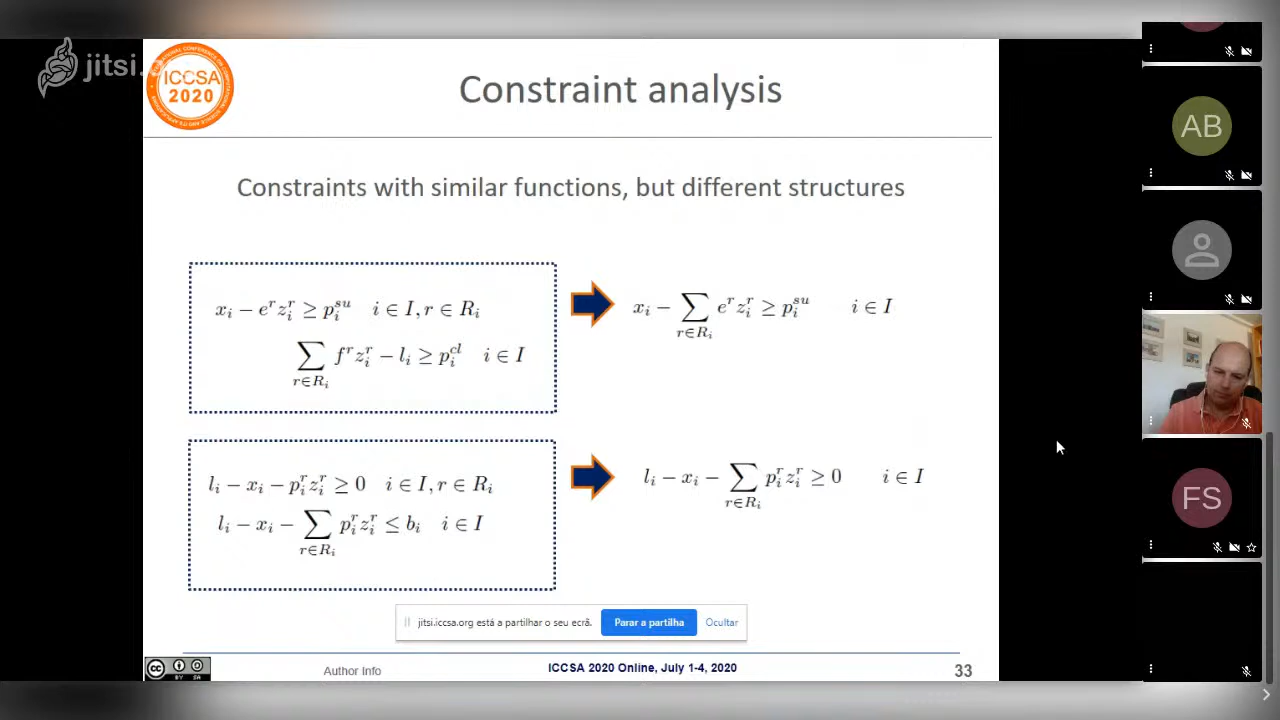 jitsi.
ICCSA
2020
Constraint analysis
Constraints with similar functions, but different structures
x_i − e^r z_i^r ≥ p_i^{su} i ∈ I, r ∈ R_i
∑_{r∈R_i} f^r z_i^r − l_i ≥ p_i^{cl} i ∈ I
x_i − ∑_{r∈R_i} e^r z_i^r ≥ p_i^{su} i ∈ I
l_i − x_i − p_i^r z_i^r ≥ 0 i ∈ I, r ∈ R_i
l_i − x_i − ∑_{r∈R_i} p_i^r z_i^r ≤ b_i i ∈ I
l_i − x_i − ∑_{r∈R_i} p_i^r z_i^r ≥ 0 i ∈ I
jitsi.iccsa.org está a partilhar o seu ecrã.
Parar a partilha
Ocultar
cc
BY SA
Author Info
ICCSA 2020 Online, July 1-4, 2020
33
AB
FS